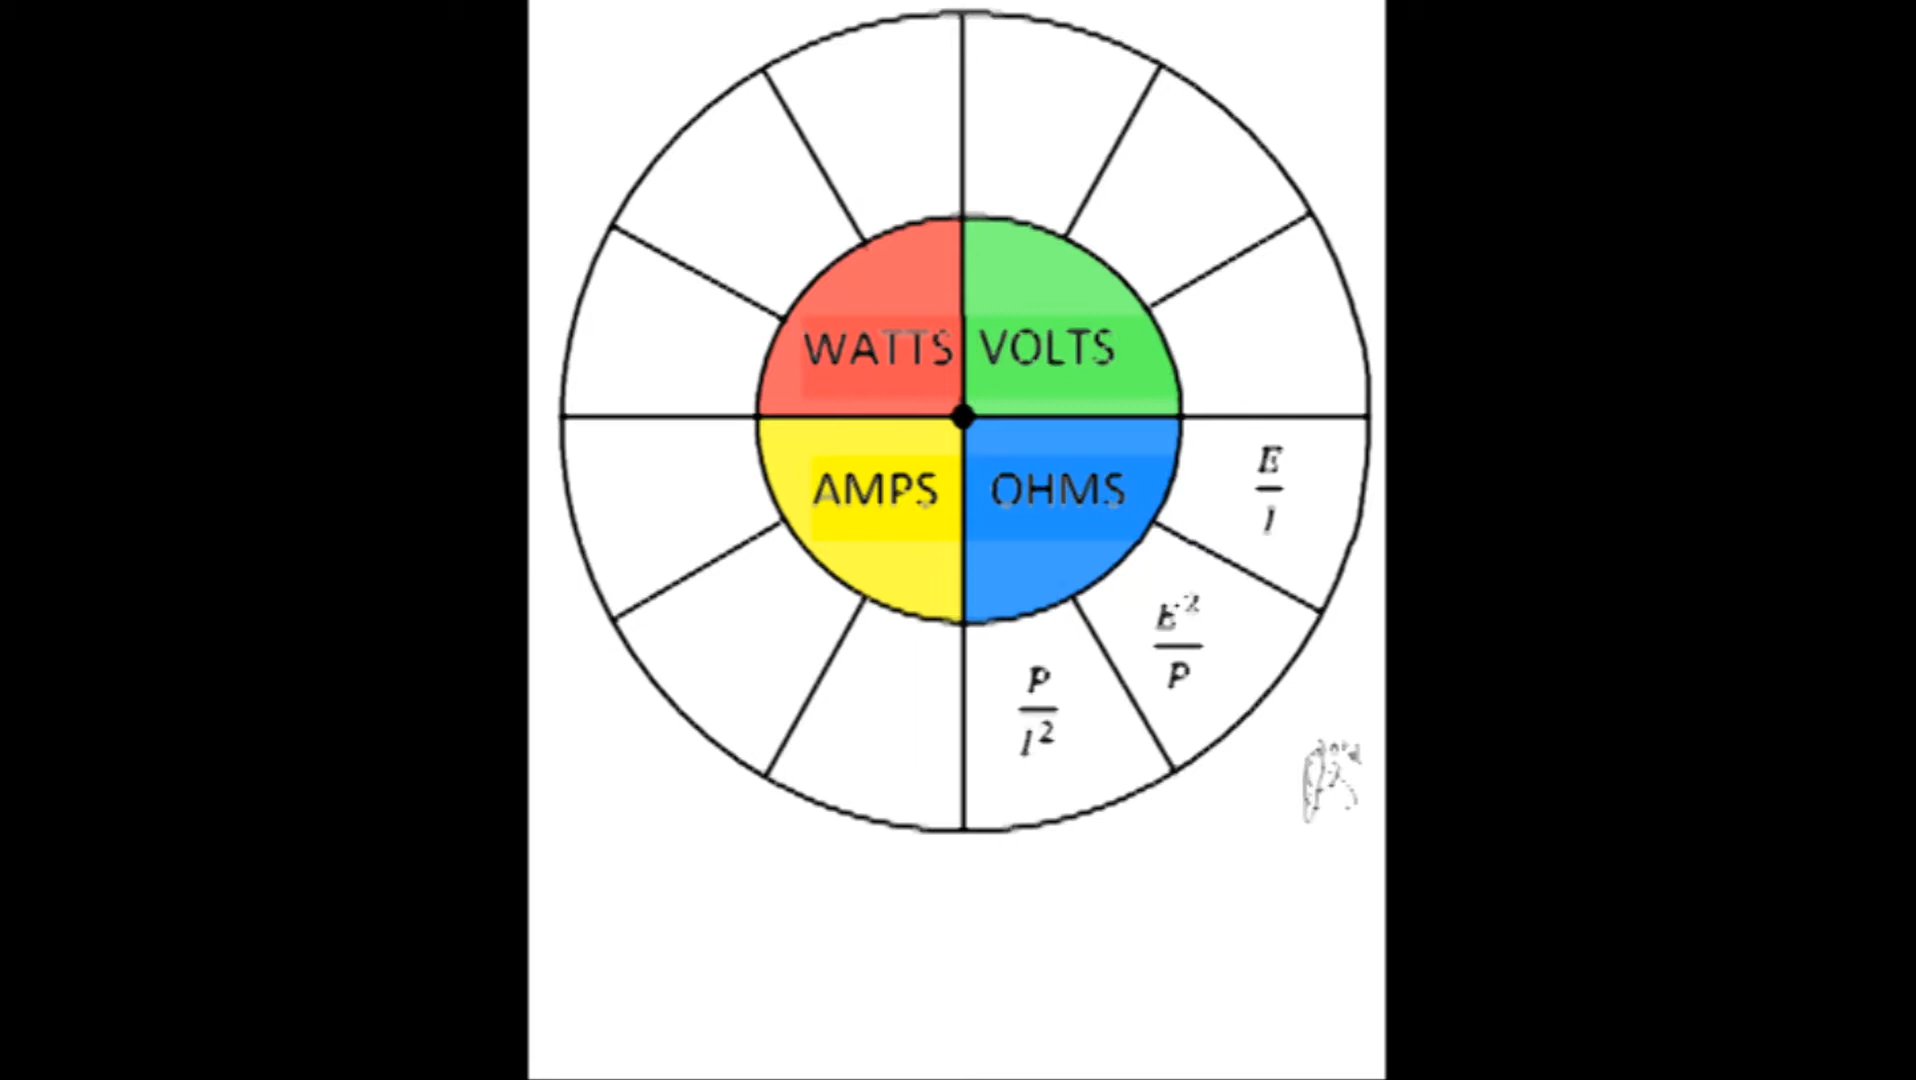 WATTS VOLTS
AMPS OHMS
E
I
E²
P
P
I²